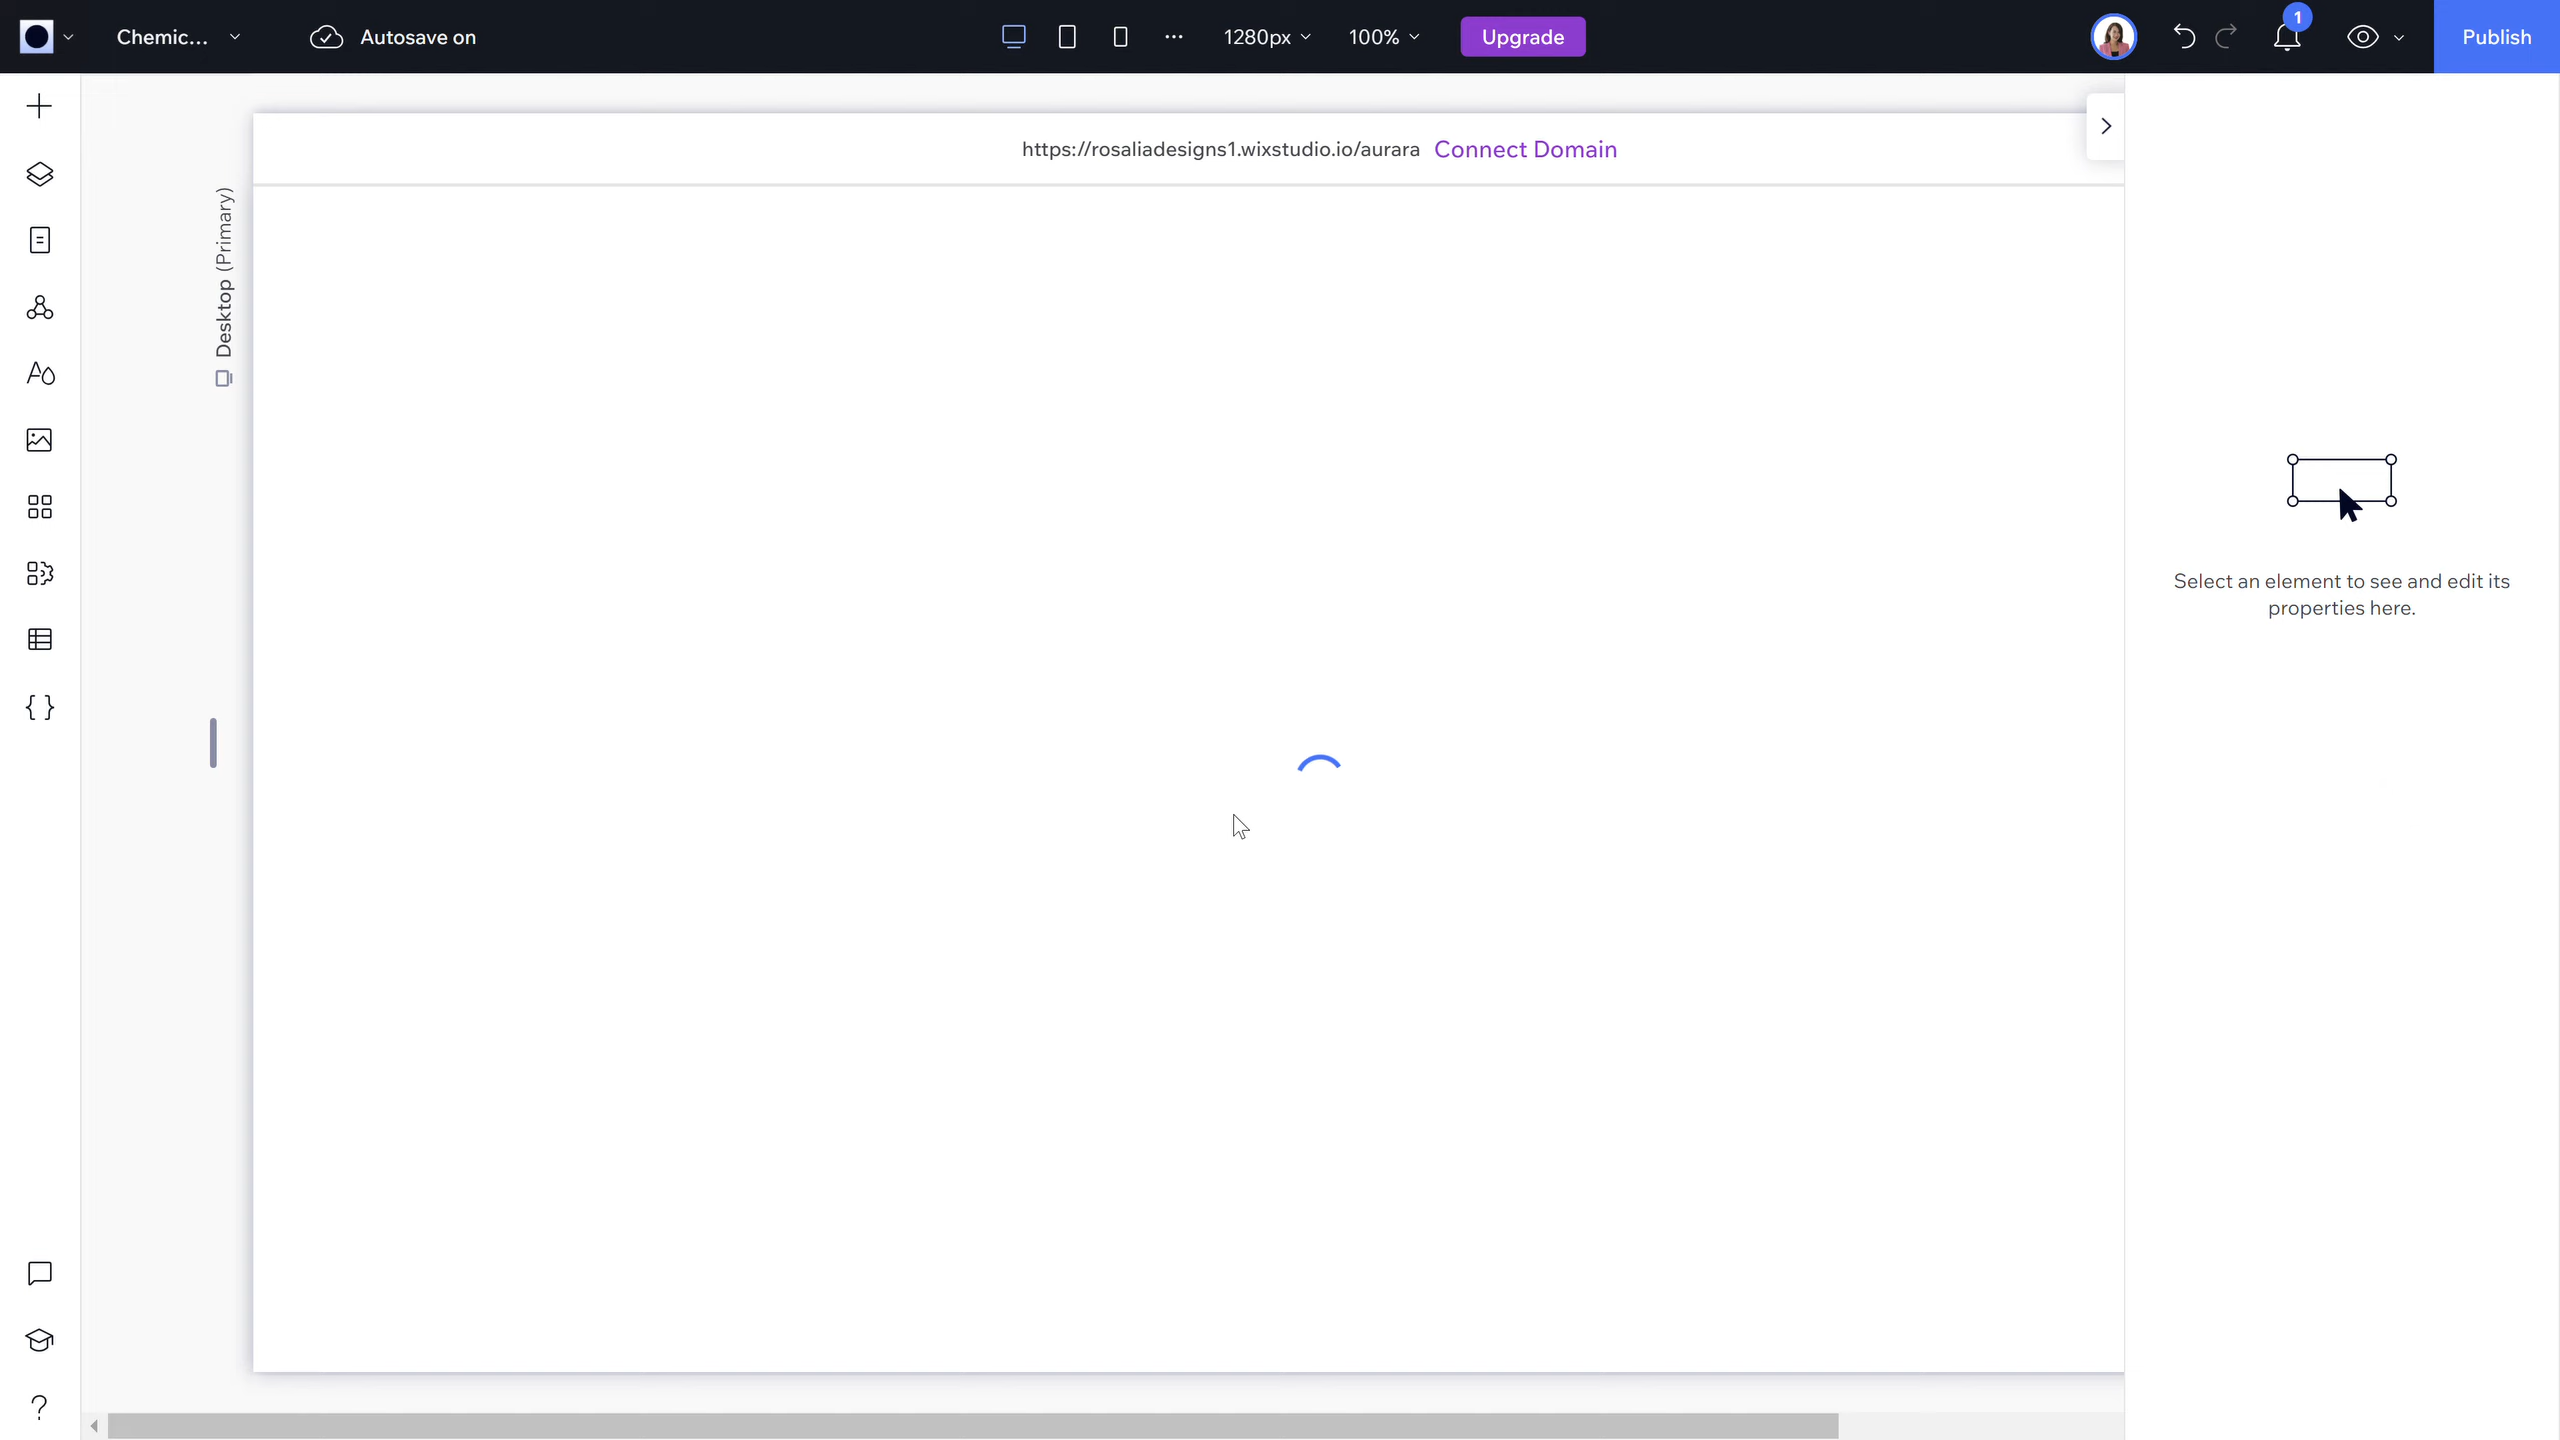 Chemic...
Autosave on
1280px
100%
Upgrade
1
Publish
https://rosaliadesigns1.wixstudio.io/aurara Connect Domain
Desktop (Primary)
Select an element to see and edit its
properties here.